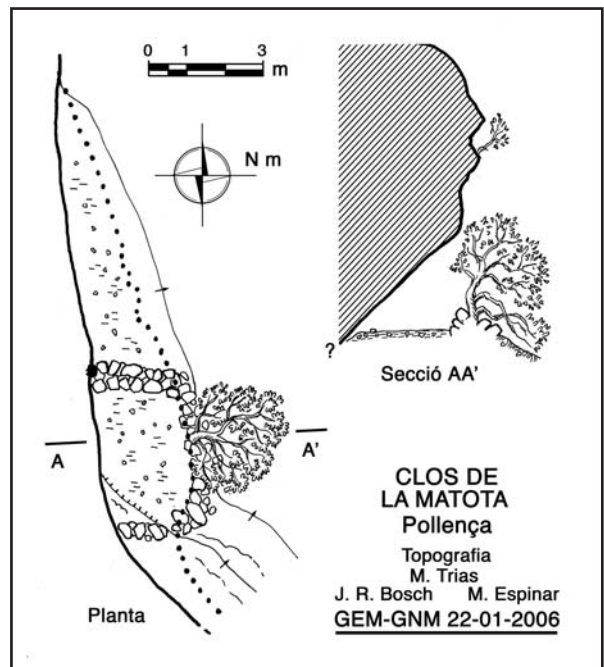 0 1 3
m
N m
?
Secció AA'
A
A'
Planta
CLOS DE
LA MATOTA
Pollença
Topografia
M. Trias
J. R. Bosch M. Espinar
GEM-GNM 22-01-2006